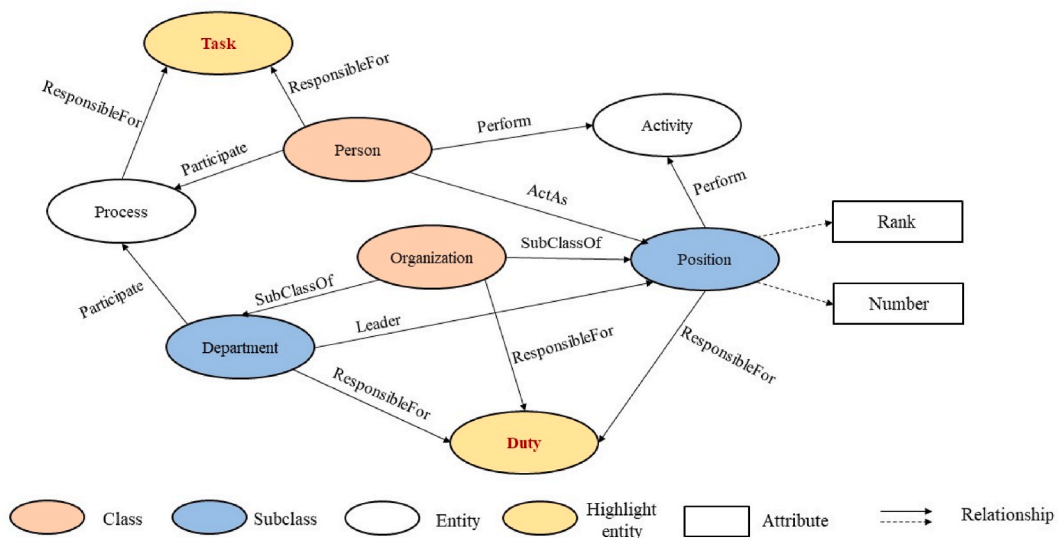 Task
ResponsibleFor
ResponsibleFor
Person
Perform
Activity
Participate
Process
ActAs
Perform
Rank
Organization
SubClassOf
Position
Number
Participate
SubClassOf
Leader
Department
ResponsibleFor
ResponsibleFor
ResponsibleFor
Duty
Class
Subclass
Entity
Highlight
entity
Attribute
Relationship